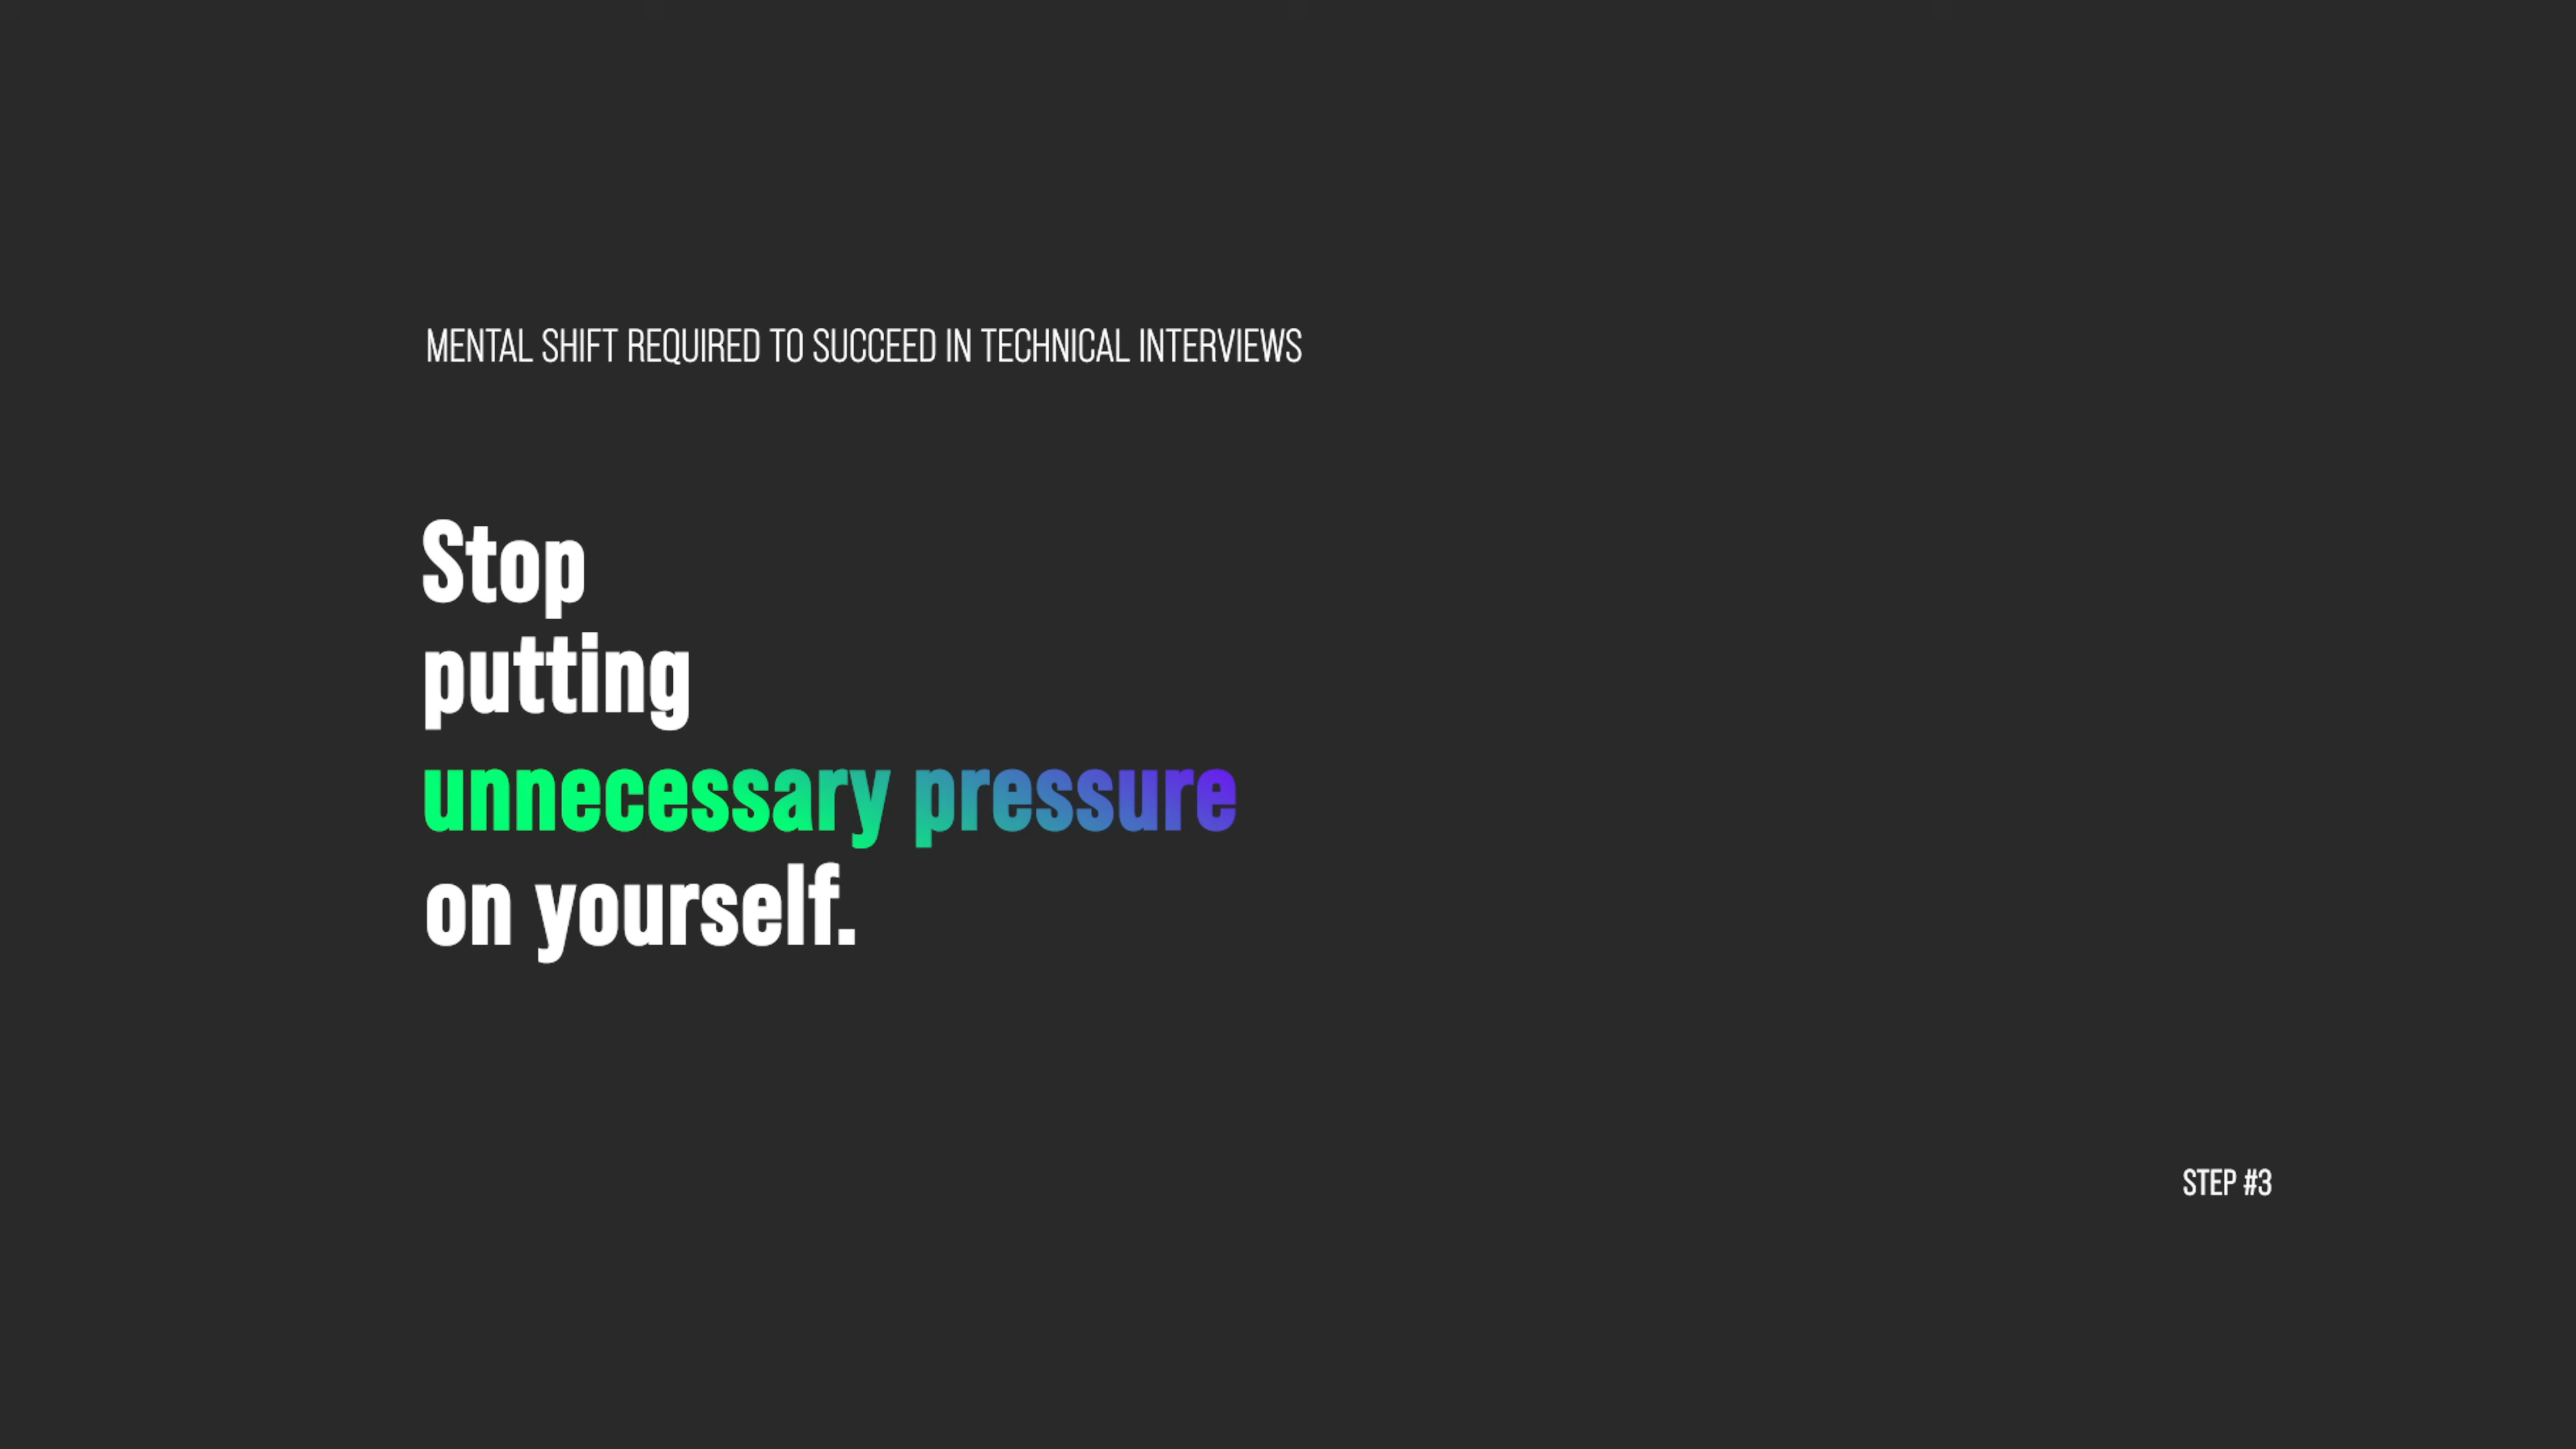 MENTAL SHIFT REQUIRED TO SUCCEED IN TECHNICAL INTERVIEWS
Stop
putting
unnecessary pressure
on yourself.
STEP #3